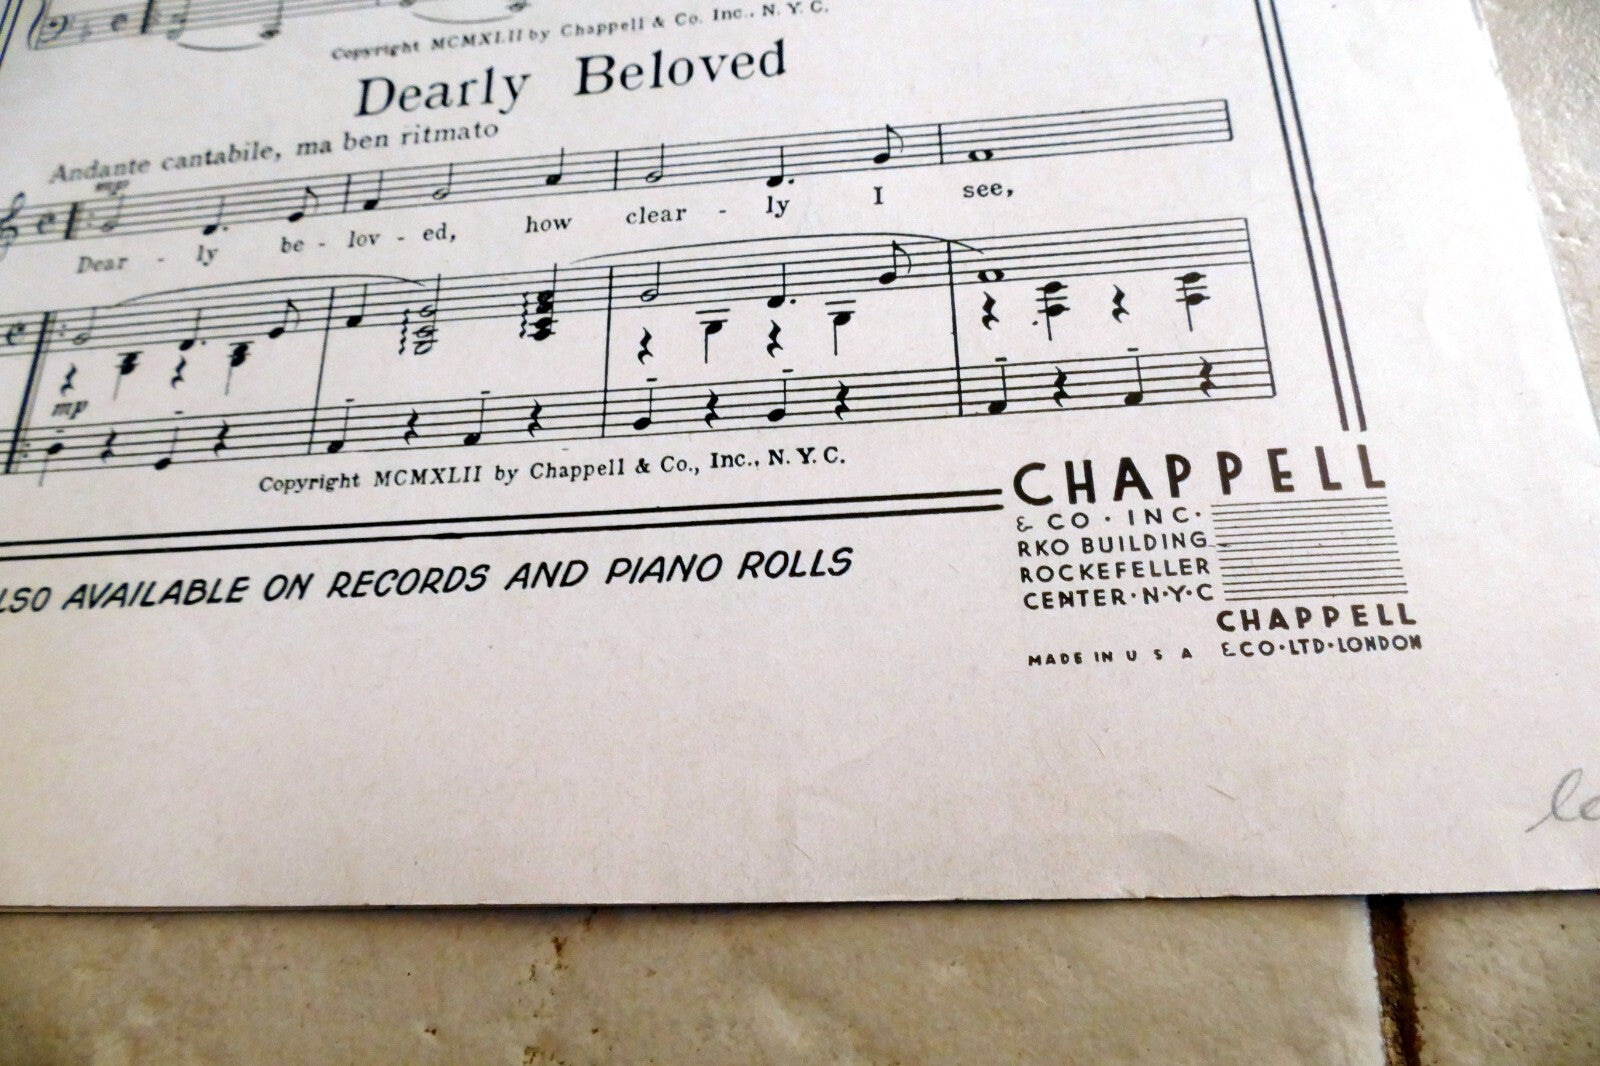 Copyright MCMXLII by Chappell & Co. Inc., N. Y. C.
Dearly Beloved
Andante cantabile, ma ben ritmato
mp
Dear - ly be - lov - ed, how clear - ly I see,
mp
Copyright MCMXLII by Chappell & Co., Inc., N. Y. C.
LSO AVAILABLE ON RECORDS AND PIANO ROLLS
CHAPPELL
& CO · INC ·
RKO BUILDING
ROCKEFELLER
CENTER · N · Y · C
CHAPPELL
MADE IN U S A & CO · LTD · LONDON